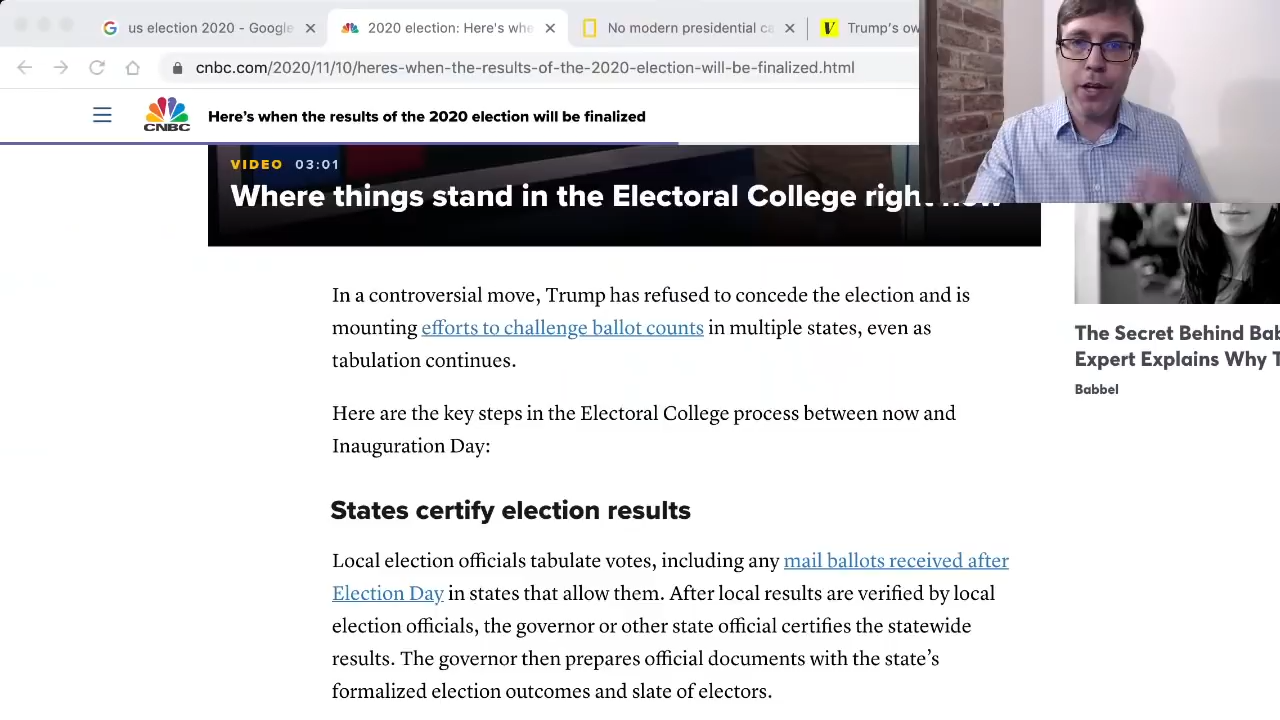 us election 2020 - Google
2020 election: Here's whe
No modern presidential ca
Trump's ow
cnbc.com/2020/11/10/heres-when-the-results-of-the-2020-election-will-be-finalized.html
CNBC
Here's when the results of the 2020 election will be finalized
VIDEO 03:01
Where things stand in the Electoral College right now
In a controversial move, Trump has refused to concede the election and is
mounting efforts to challenge ballot counts in multiple states, even as
tabulation continues.
Here are the key steps in the Electoral College process between now and
Inauguration Day:
States certify election results
Local election officials tabulate votes, including any mail ballots received after
Election Day in states that allow them. After local results are verified by local
election officials, the governor or other state official certifies the statewide
results. The governor then prepares official documents with the state's
formalized election outcomes and slate of electors.
The Secret Behind Bab
Expert Explains Why T
Babbel